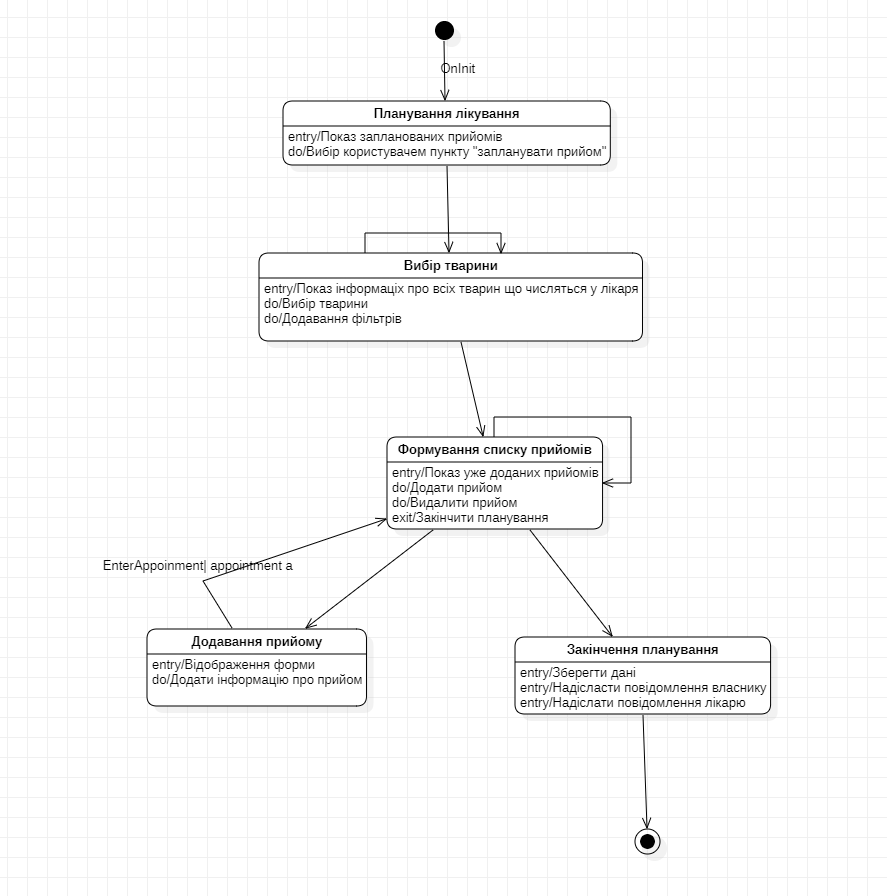 OnInit
Планування лікування
entry/Показ запланованих прийомів
do/Вибір користувачем пункту "запланувати прийом"
Вибір тварини
entry/Показ інформаціх про всіх тварин що числяться у лікаря
do/Вибір тварини
do/Додавання фільтрів
Формування списку прийомів
entry/Показ уже доданих прийомів
do/Додати прийом
do/Видалити прийом
exit/Закінчити планування
EnterAppoinment| appointment a
Додавання прийому
entry/Відображення форми
do/Додати інформацію про прийом
Закінчення планування
entry/Зберегти дані
entry/Надісласти повідомлення власнику
entry/Надіслати повідомлення лікарю